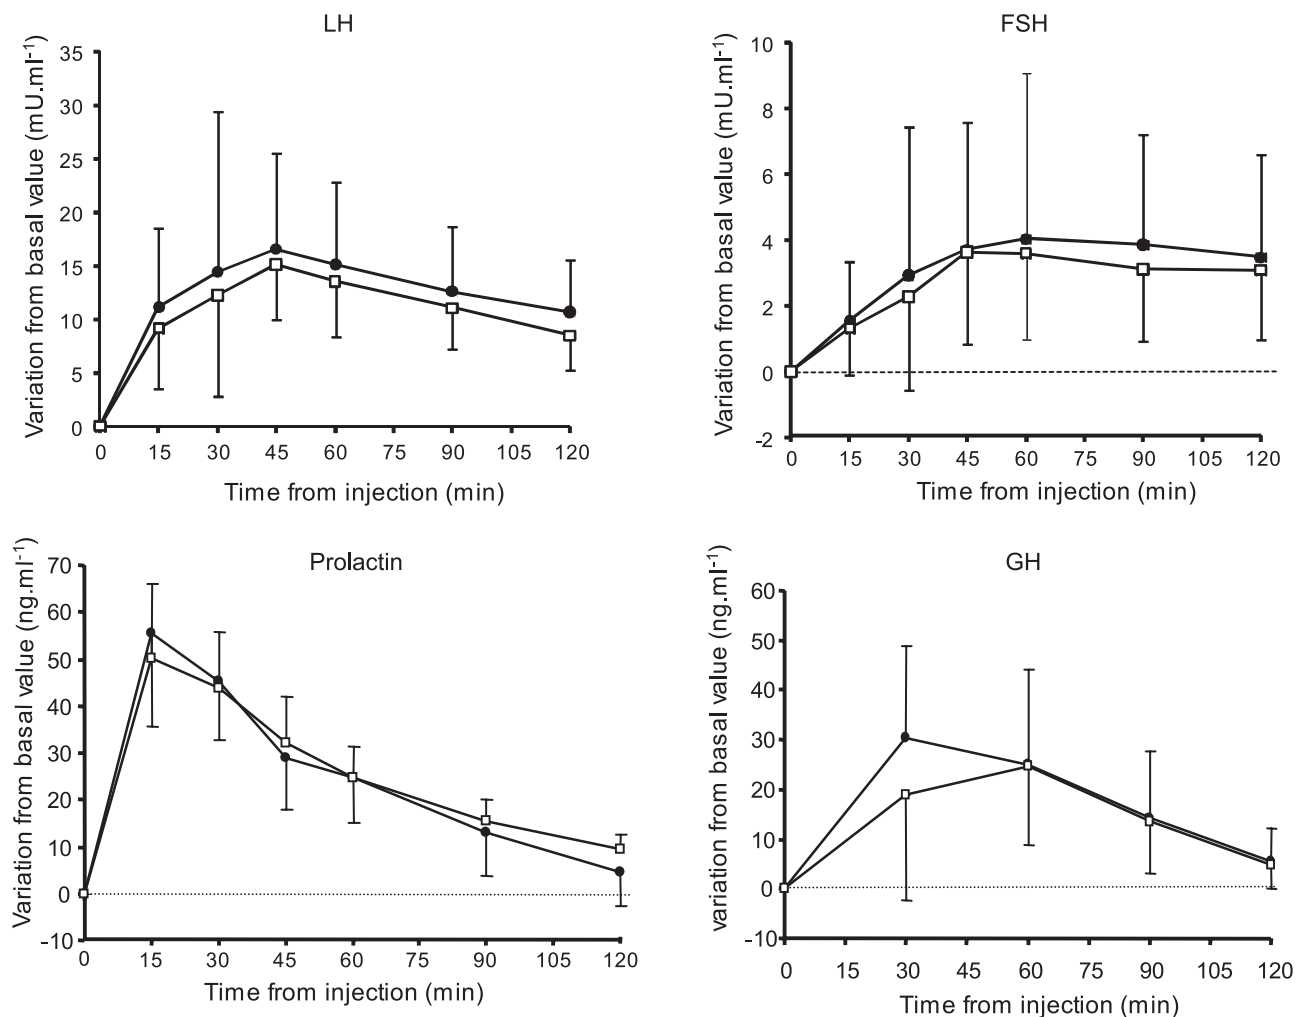 LH
Variation from basal value (mU.ml-1)
35
30
25
20
15
10
5
0
0 15 30 45 60 75 90 105 120
Time from injection (min)
FSH
Variation from basal value (mU.ml-1)
10
8
6
4
2
0
-2
0 15 30 45 60 75 90 105 120
Time from injection (min)
Prolactin
Variation from basal value (ng.ml-1)
70
60
50
40
30
20
10
0
-10
0 15 30 45 60 75 90 105 120
Time from injection (min)
GH
variation from basal value (ng.ml-1)
60
50
40
30
20
10
0
-10
0 15 30 45 60 75 90 105 120
Time from injection (min)